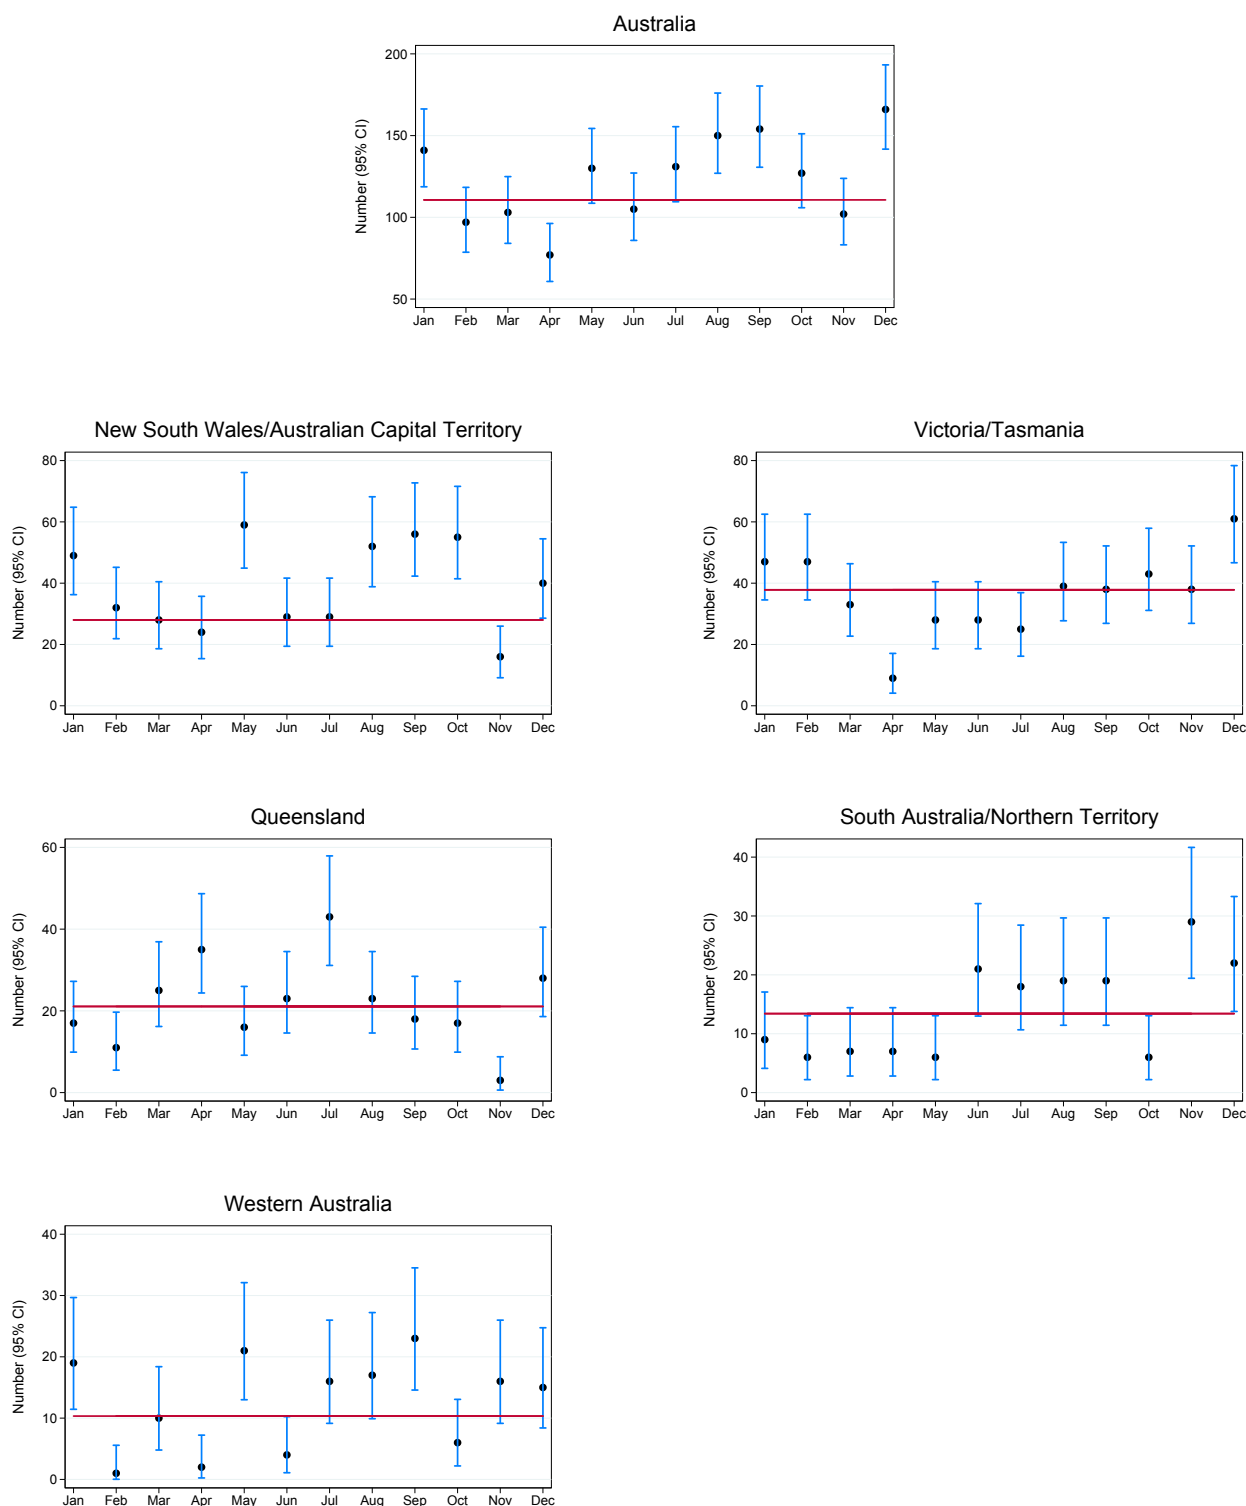 Australia
Number (95% CI)
200
150
100
50
Jan Feb Mar Apr May Jun Jul Aug Sep Oct Nov Dec
New South Wales/Australian Capital Territory
Number (95% CI)
80
60
40
20
0
Jan Feb Mar Apr May Jun Jul Aug Sep Oct Nov Dec
Victoria/Tasmania
Number (95% CI)
80
60
40
20
0
Jan Feb Mar Apr May Jun Jul Aug Sep Oct Nov Dec
Queensland
Number (95% CI)
60
40
20
0
Jan Feb Mar Apr May Jun Jul Aug Sep Oct Nov Dec
South Australia/Northern Territory
Number (95% CI)
40
30
20
10
0
Jan Feb Mar Apr May Jun Jul Aug Sep Oct Nov Dec
Western Australia
Number (95% CI)
40
30
20
10
0
Jan Feb Mar Apr May Jun Jul Aug Sep Oct Nov Dec